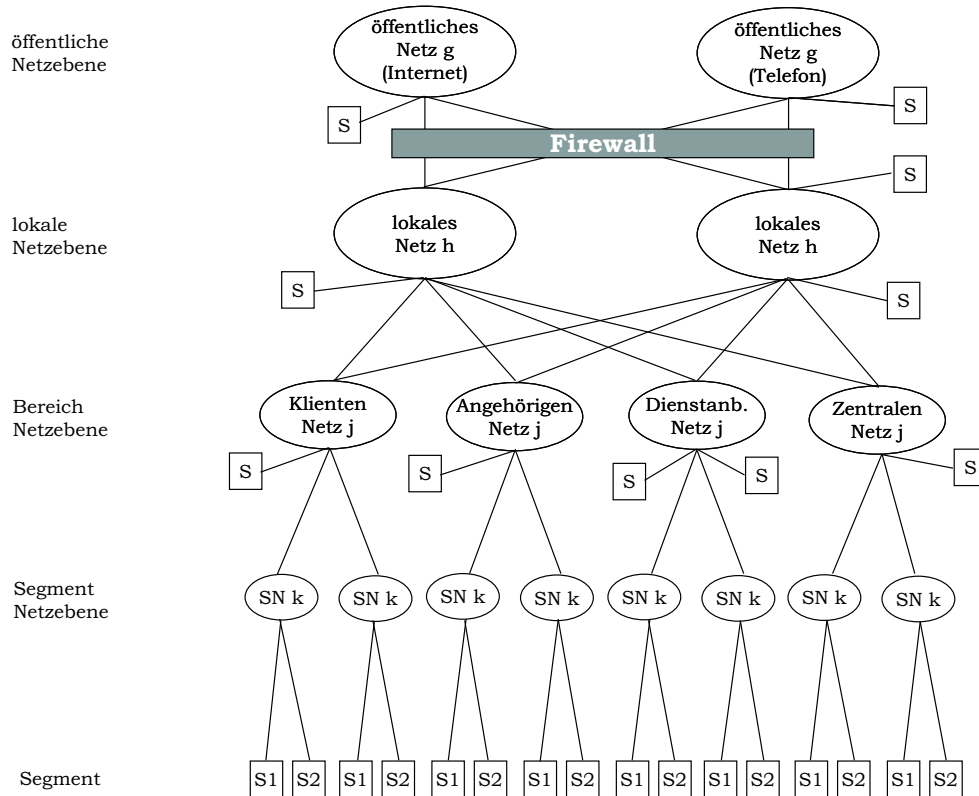 öffentliche
Netzebene
öffentliches
Netz g
(Internet)
öffentliches
Netz g
(Telefon)
S
S
Firewall
S
lokale
Netzebene
lokales
Netz h
lokales
Netz h
S
S
Bereich
Netzebene
Klienten
Netz j
Angehörigen
Netz j
Dienstanb.
Netz j
Zentralen
Netz j
S
S
S
S
S
Segment
Netzebene
SN k
SN k
SN k
SN k
SN k
SN k
SN k
SN k
Segment
S1
S2
S1
S2
S1
S2
S1
S2
S1
S2
S1
S2
S1
S2
S1
S2